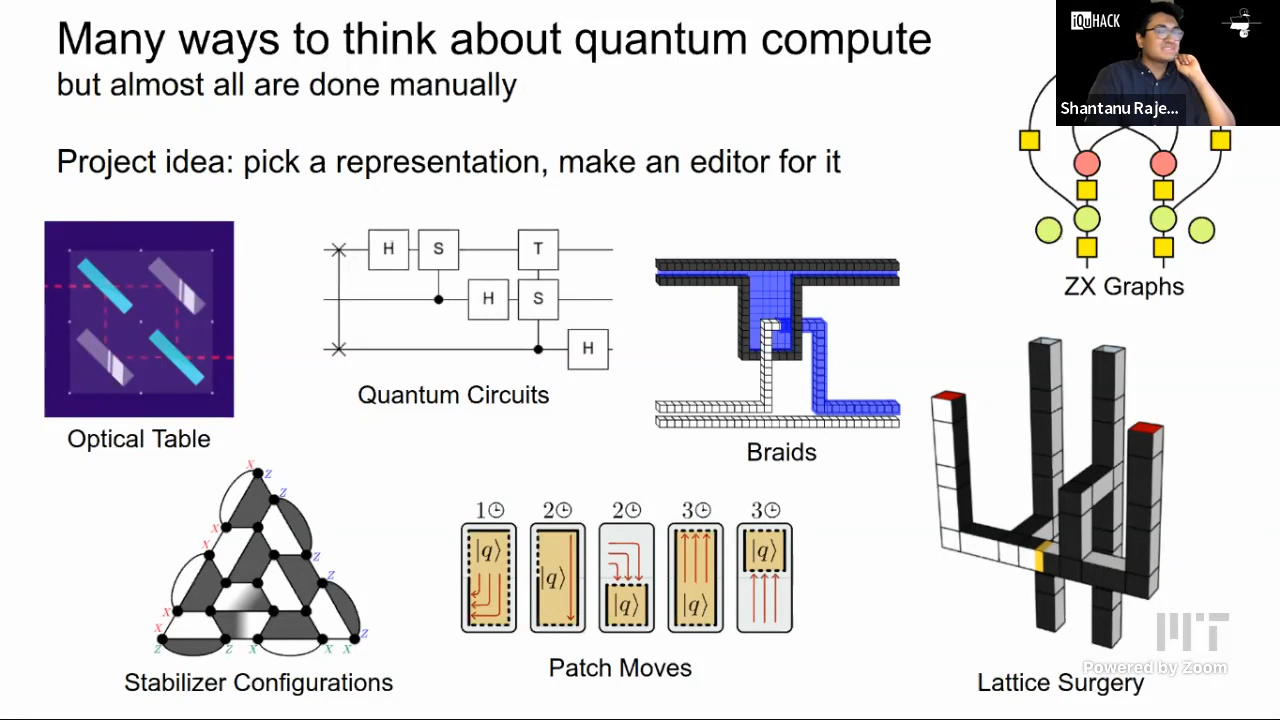 Many ways to think about quantum compute
but almost all are done manually
Project idea: pick a representation, make an editor for it
iQuHACK
Shantanu Raje...
ZX Graphs
H S T
H S
H
Quantum Circuits
Optical Table
Braids
X Z
Z
X
X Z
Z
X
X Z
Z Z X X X
Stabilizer Configurations
1 2 2 3 3
|q⟩ |q⟩ |q⟩ |q⟩ |q⟩
Patch Moves
MIT
Powered by Zoom
Lattice Surgery